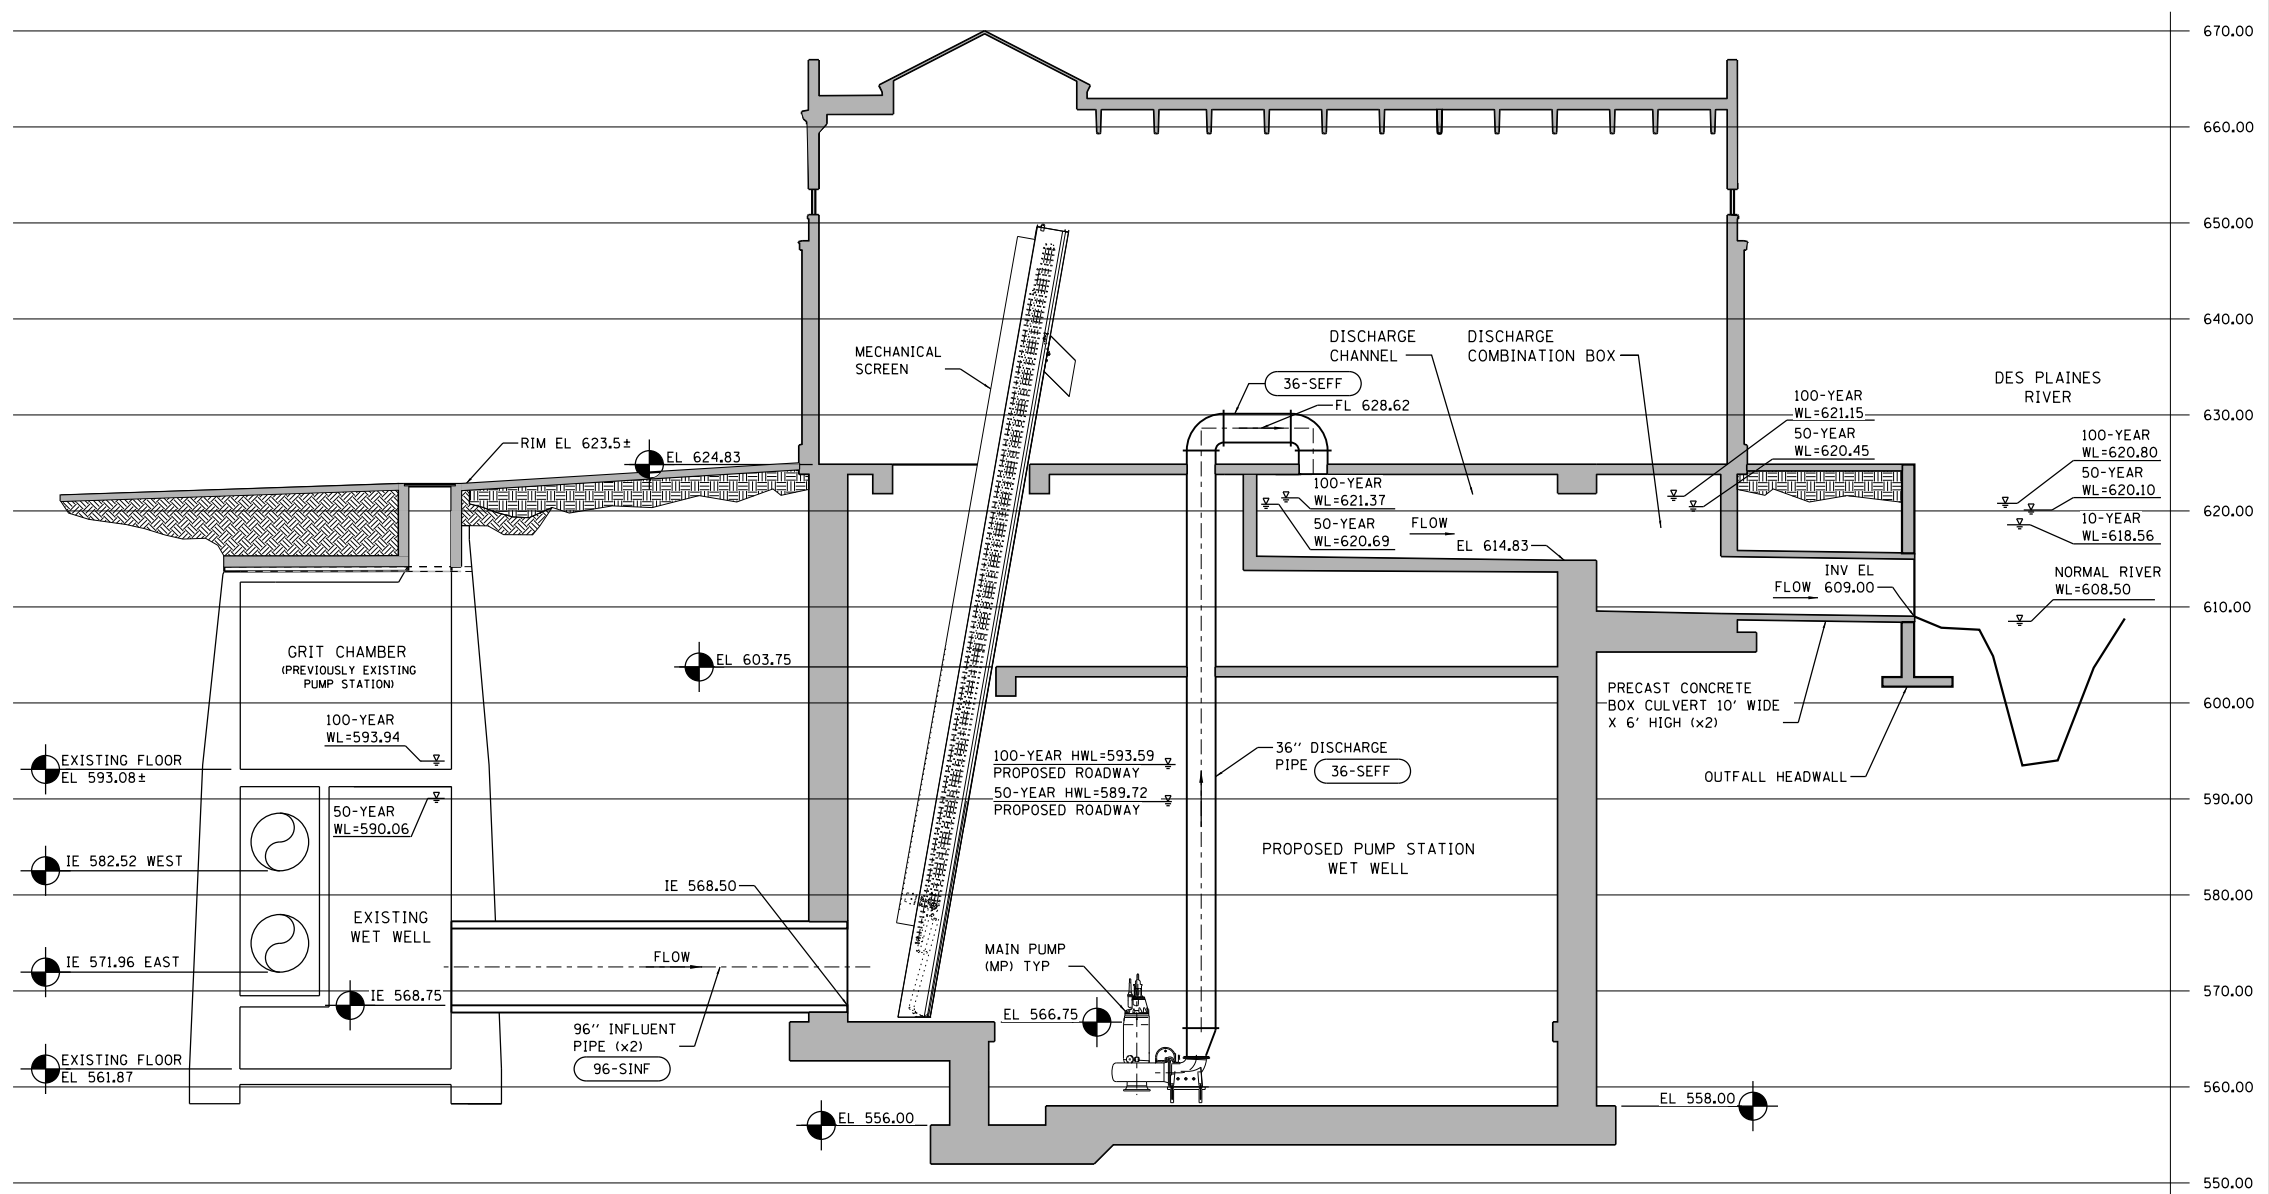 670.00
660.00
650.00
640.00
630.00
620.00
610.00
600.00
590.00
580.00
570.00
560.00
550.00
MECHANICAL
SCREEN
DISCHARGE
CHANNEL
DISCHARGE
COMBINATION BOX
36-SEFF
FL 628.62
DES PLAINES
RIVER
100-YEAR
WL=621.15
50-YEAR
WL=620.45
100-YEAR
WL=620.80
50-YEAR
WL=620.10
10-YEAR
WL=618.56
NORMAL RIVER
WL=608.50
RIM EL 623.5±
EL 624.83
100-YEAR
WL=621.37
50-YEAR
WL=620.69
FLOW
EL 614.83
INV EL
609.00
FLOW
GRIT CHAMBER
(PREVIOUSLY EXISTING
PUMP STATION)
EL 603.75
PRECAST CONCRETE
BOX CULVERT 10' WIDE
X 6' HIGH (x2)
OUTFALL HEADWALL
100-YEAR
WL=593.94
EXISTING FLOOR
EL 593.08±
50-YEAR
WL=590.06
100-YEAR HWL=593.59
PROPOSED ROADWAY
50-YEAR HWL=589.72
PROPOSED ROADWAY
36'' DISCHARGE
PIPE
36-SEFF
PROPOSED PUMP STATION
WET WELL
IE 582.52 WEST
IE 568.50
EXISTING
WET WELL
FLOW
IE 571.96 EAST
IE 568.75
MAIN PUMP
(MP) TYP
EL 566.75
96'' INFLUENT
PIPE (x2)
96-SINF
EXISTING FLOOR
EL 561.87
EL 556.00
EL 558.00